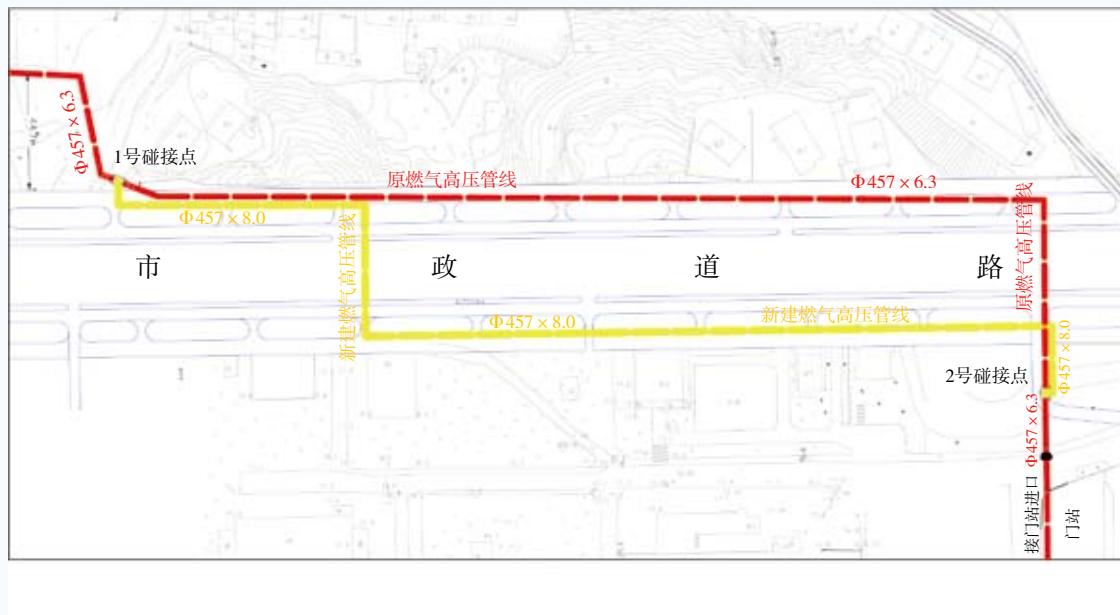 Φ457×6.3
1号碰接点
原燃气高压管线
Φ457×6.3
Φ457×8.0
新建燃气高压管线
原燃气高压管线
市 政 道 路
Φ457×8.0
新建燃气高压管线
Φ457×8.0
2号碰接点
Φ457×6.3
接门站进口
门站